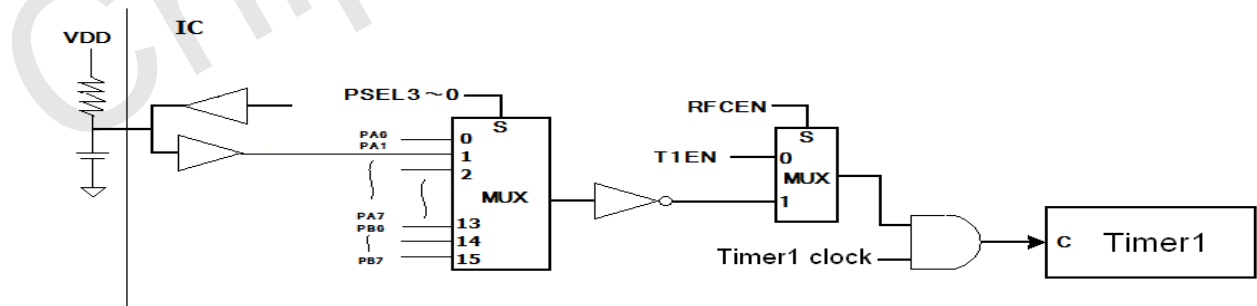 IC
VDD
PSEL3~0
S
PA0
PA1
0
1
2
MUX
PA7
PB0
PB7
13
14
15
RFCEN
S
T1EN
0
MUX
1
Timer1 clock
C
Timer1